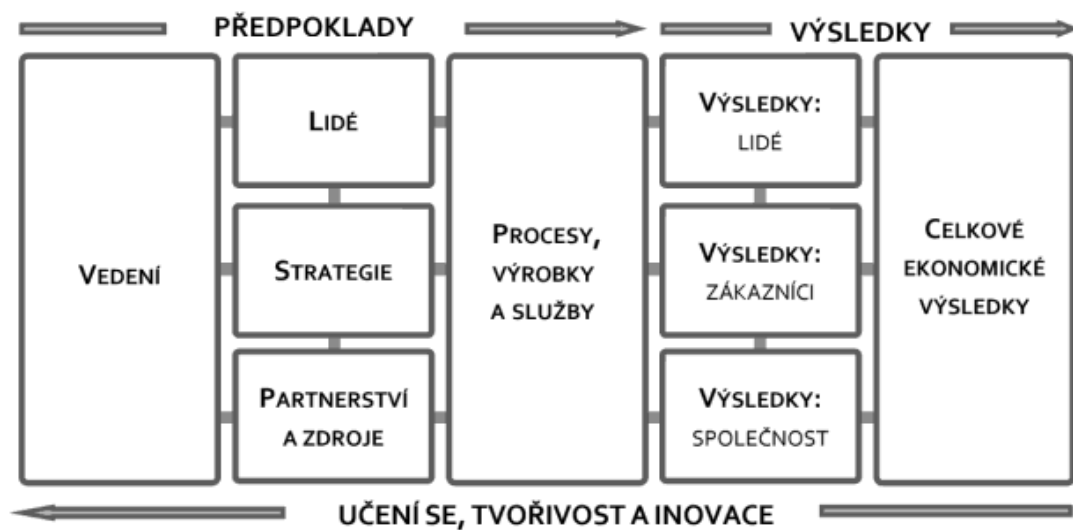 PŘEDPOKLADY
VÝSLEDKY
VEDENÍ
LIDÉ
STRATEGIE
PARTNERSTVÍ
A ZDROJE
PROCESY,
VÝROBKY
A SLUŽBY
VÝSLEDKY:
LIDÉ
VÝSLEDKY:
ZÁKAZNÍCI
VÝSLEDKY:
SPOLEČNOST
CELKOVÉ
EKONOMICKÉ
VÝSLEDKY
UČENÍ SE, TVOŘIVOST A INOVACE